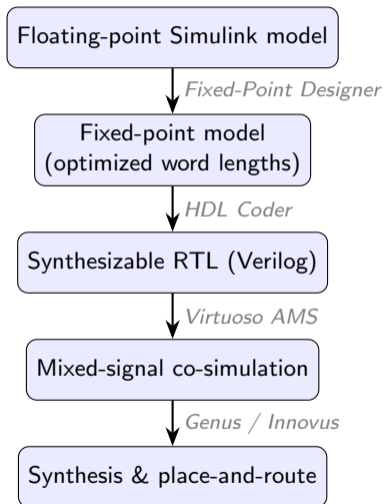 Floating-point Simulink model
Fixed-Point Designer
Fixed-point model
(optimized word lengths)
HDL Coder
Synthesizable RTL (Verilog)
Virtuoso AMS
Mixed-signal co-simulation
Genus / Innovus
Synthesis & place-and-route